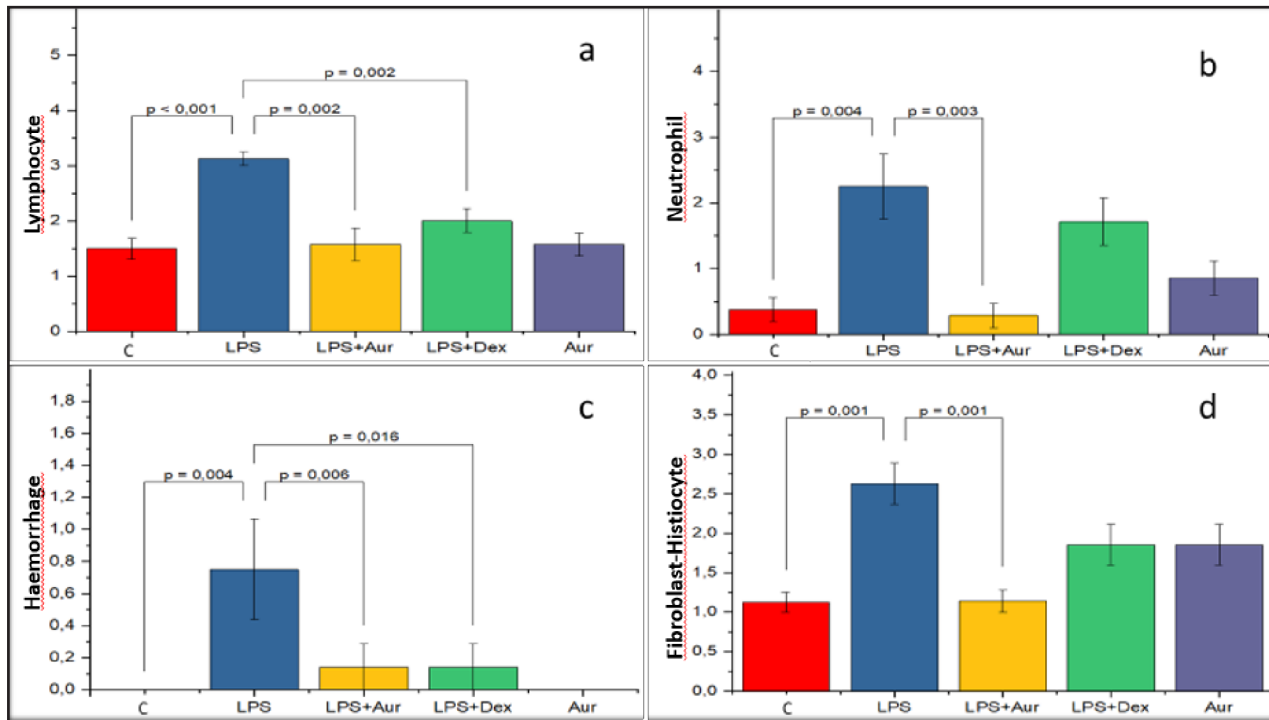 a
Lymphocyte
5
4
3
2
1
0
p = 0,002
p < 0,001
p = 0,002
C
LPS
LPS+Aur
LPS+Dex
Aur
b
Neutrophil
4
3
2
1
0
p = 0,004
p = 0,003
C
LPS
LPS+Aur
LPS+Dex
Aur
c
Haemorrhage
1,8
1,6
1,4
1,2
1,0
0,8
0,6
0,4
0,2
0,0
p = 0,016
p = 0,004
p = 0,006
C
LPS
LPS+Aur
LPS+Dex
Aur
d
Fibroblast-Histiocyte
4,0
3,5
3,0
2,5
2,0
1,5
1,0
0,5
0,0
p = 0,001
p = 0,001
C
LPS
LPS+Aur
LPS+Dex
Aur